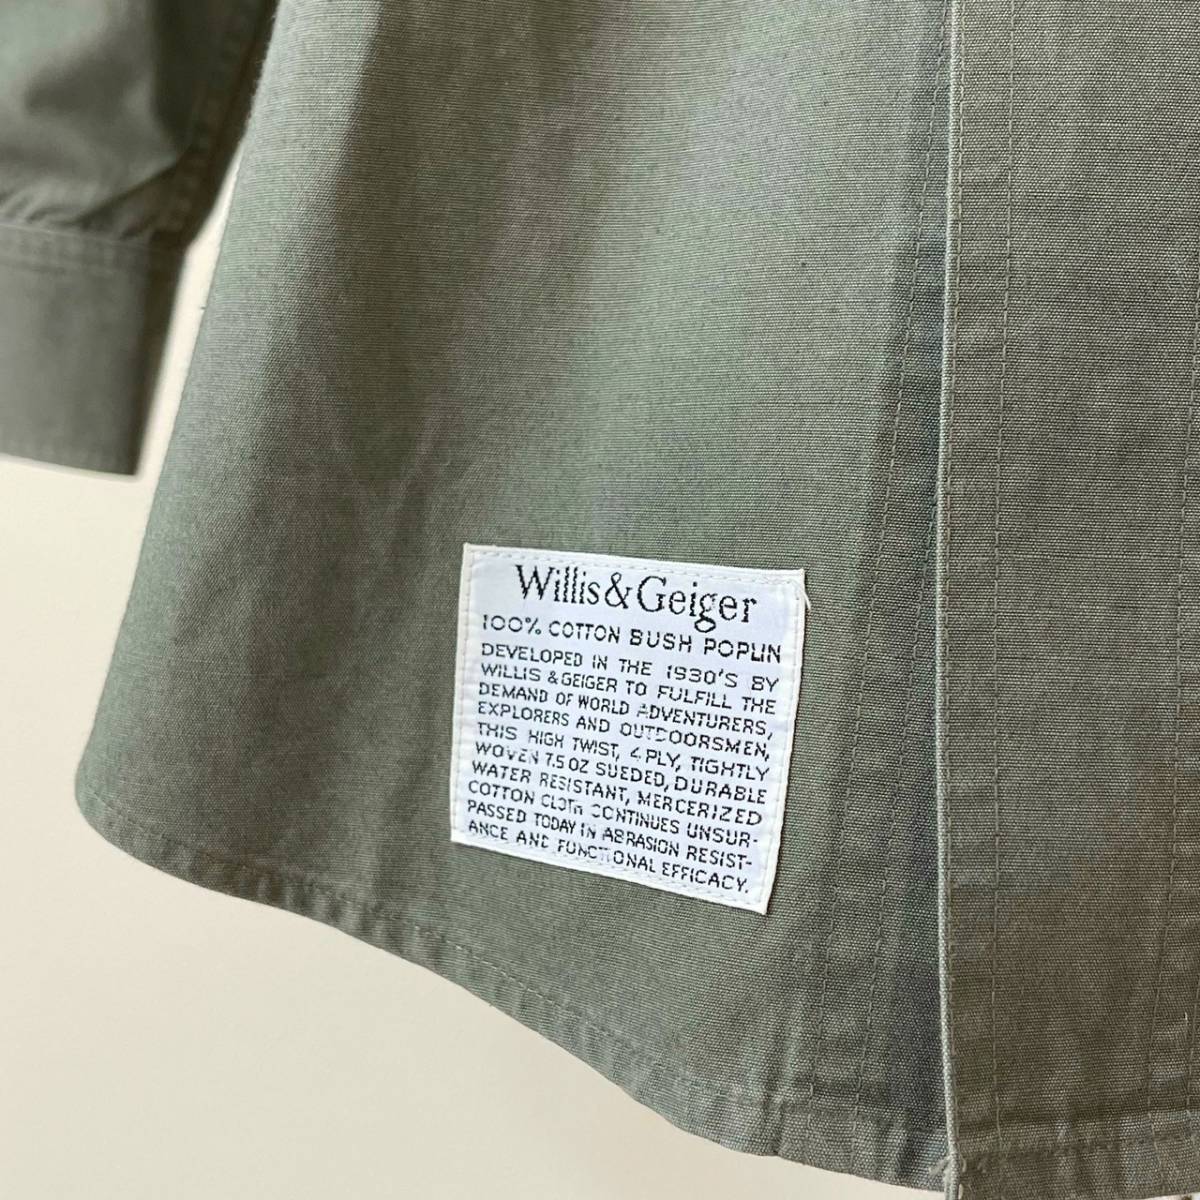 Willis & Geiger
100% COTTON BUSH POPLIN
DEVELOPED IN THE 1930'S BY
WILLIS & GEIGER TO FULFILL THE
DEMAND OF WORLD ADVENTURERS,
EXPLORERS AND OUTDOORSMEN,
THIS HIGH TWIST, 4 PLY, TIGHTLY
WOVEN 7.5 OZ SUEDED, DURABLE
WATER RESISTANT, MERCERIZED
COTTON CLOTH CONTINUES UNSUR-
PASSED TODAY IN ABRASION RESIST-
ANCE AND FUNCTIONAL EFFICACY.